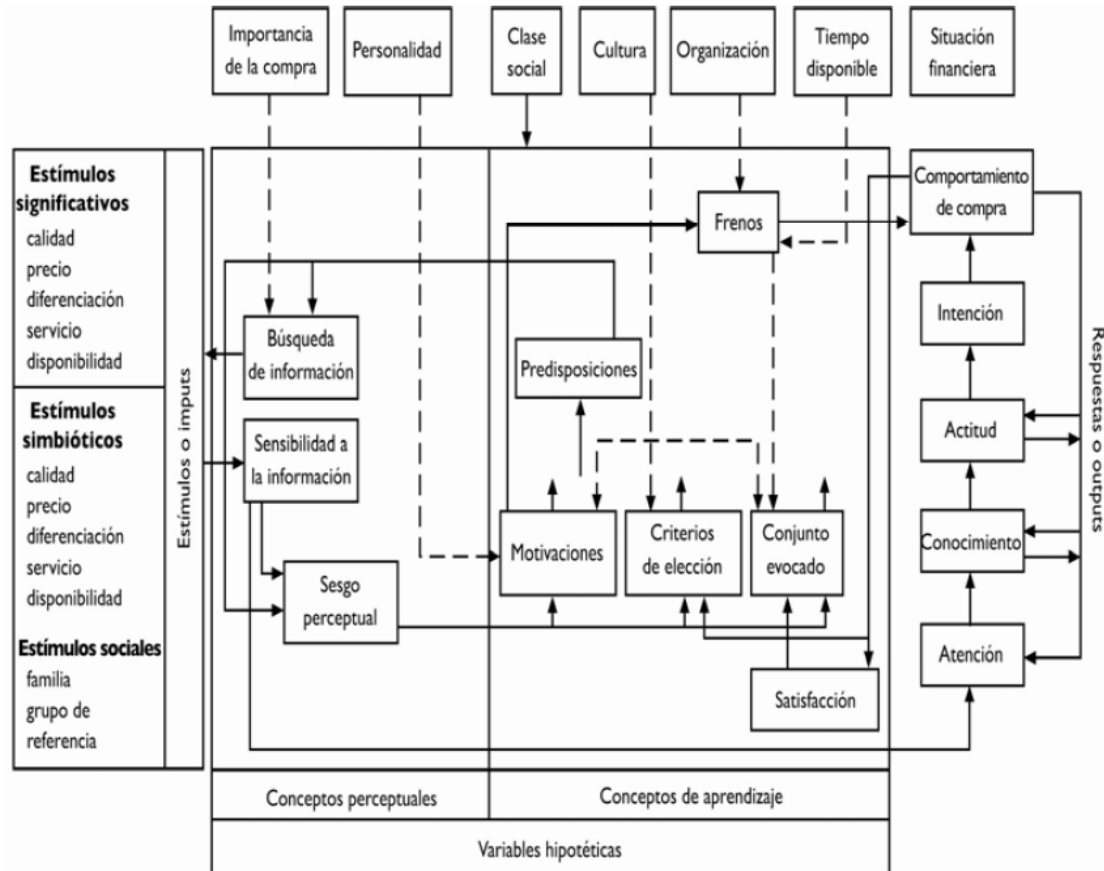 Importancia
de la compra
Personalidad
Clase
social
Cultura
Organización
Tiempo
disponible
Situación
financiera
Estímulos
significativos
calidad
precio
diferenciación
servicio
disponibilidad
Estímulos
simbióticos
calidad
precio
diferenciación
servicio
disponibilidad
Estímulos sociales
familia
grupo de
referencia
Estímulos o imputs
Búsqueda
de información
Sensibilidad a
la información
Sesgo
perceptual
Frenos
Predisposiciones
Motivaciones
Criterios
de elección
Conjunto
evocado
Satisfacción
Comportamiento
de compra
Intención
Actitud
Conocimiento
Atención
Respuestas o outputs
Conceptos perceptuales
Conceptos de aprendizaje
Variables hipotéticas